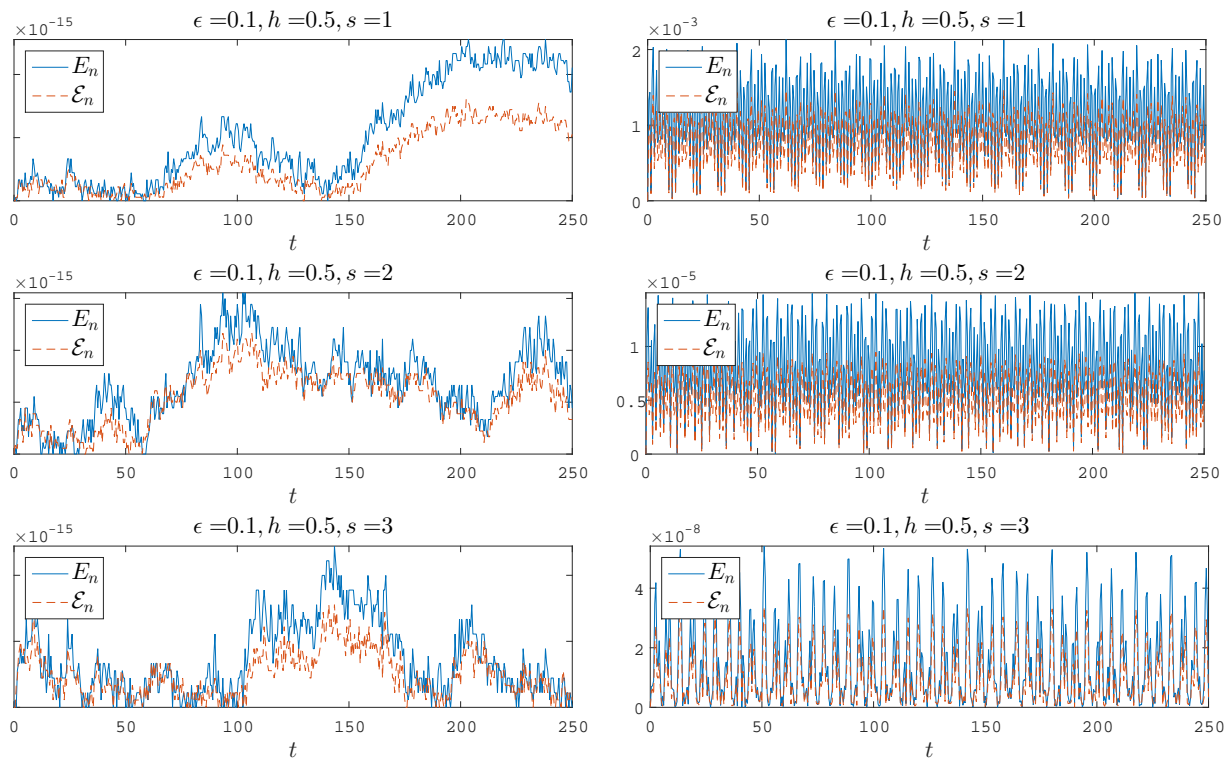 ϵ =0.1, h =0.5, s =1
×10⁻¹⁵
E_n
ℰ_n
0 50 100 150 200 250
t
ϵ =0.1, h =0.5, s =1
×10⁻³
2
1
0
E_n
ℰ_n
0 50 100 150 200 250
t
ϵ =0.1, h =0.5, s =2
×10⁻¹⁵
E_n
ℰ_n
0 50 100 150 200 250
t
ϵ =0.1, h =0.5, s =2
×10⁻⁵
1
0.5
0
E_n
ℰ_n
0 50 100 150 200 250
t
ϵ =0.1, h =0.5, s =3
×10⁻¹⁵
E_n
ℰ_n
0 50 100 150 200 250
t
ϵ =0.1, h =0.5, s =3
×10⁻⁸
4
2
0
E_n
ℰ_n
0 50 100 150 200 250
t